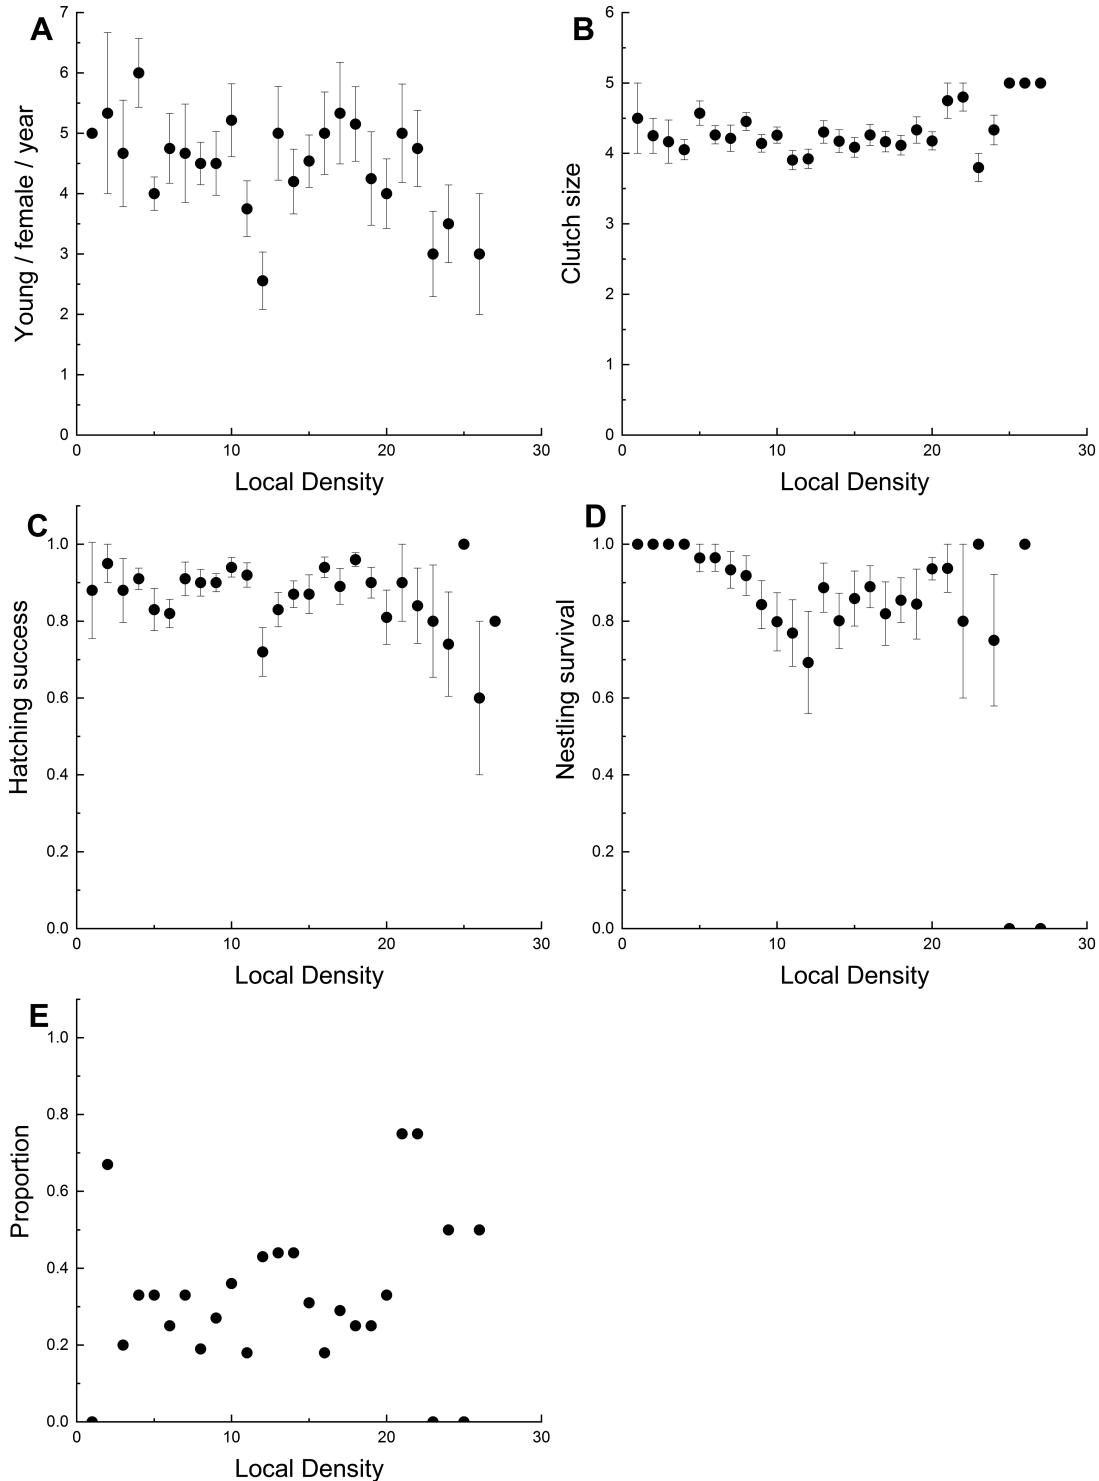 A
Young / female / year
7
6
5
4
3
2
1
0
0 10 20 30
Local Density
B
Clutch size
6
5
4
3
2
1
0
0 10 20 30
Local Density
C
Hatching success
1.0
0.8
0.6
0.4
0.2
0.0
0 10 20 30
Local Density
D
Nestling survival
1.0
0.8
0.6
0.4
0.2
0.0
0 10 20 30
Local Density
E
Proportion
1.0
0.8
0.6
0.4
0.2
0.0
0 10 20 30
Local Density